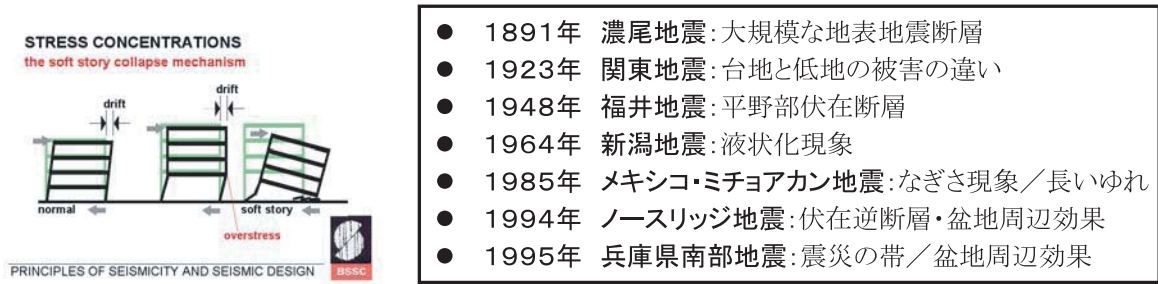 STRESS CONCENTRATIONS
the soft story collapse mechanism
drift
drift
normal
soft story
overstress
BSSC
PRINCIPLES OF SEISMICITY AND SEISMIC DESIGN
● 1891年 濃尾地震：大規模な地表地震断層
● 1923年 関東地震：台地と低地の被害の違い
● 1948年 福井地震：平野部伏在断層
● 1964年 新潟地震：液状化現象
● 1985年 メキシコ・ミチョアカン地震：なぎさ現象／長いゆれ
● 1994年 ノースリッジ地震：伏在逆断層・盆地周辺効果
● 1995年 兵庫県南部地震：震災の帯／盆地周辺効果